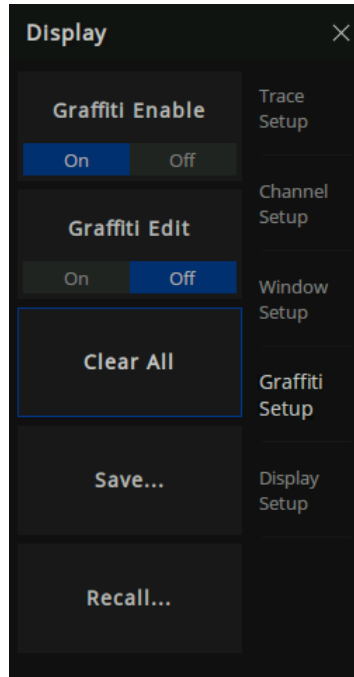 Display
Graffiti Enable
On Off
Graffiti Edit
On Off
Clear All
Save...
Recall...
Trace
Setup
Channel
Setup
Window
Setup
Graffiti
Setup
Display
Setup